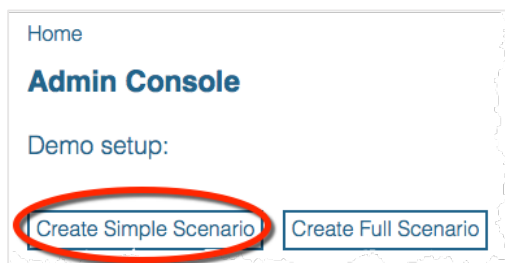 Home
Admin Console
Demo setup:
Create Simple Scenario Create Full Scenario